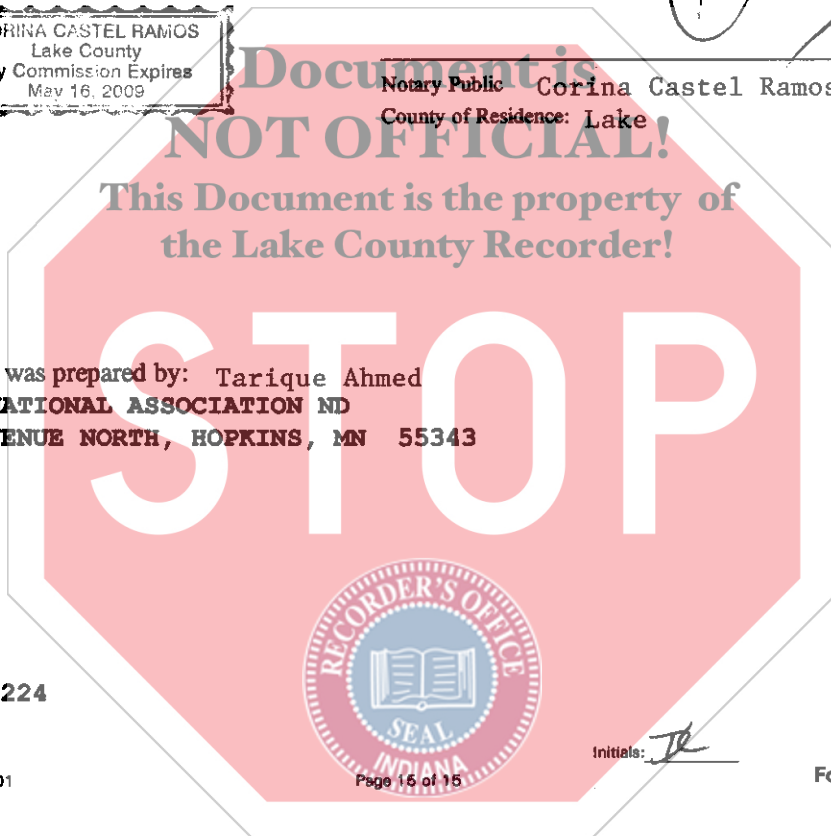 RINA CASTEL RAMOS
Lake County
Commission Expires
May 16, 2009
Document is
NOT OFFICIAL!
This Document is the property of
the Lake County Recorder!
Notary Public Corina Castel Ramos
County of Residence: Lake
STOP
was prepared by: Tarique Ahmed
ATIONAL ASSOCIATION ND
ENUE NORTH, HOPKINS, MN 55343
RECORDER'S OFFICE
SEAL
INDIANA
224
Initials:
01
Page 15 of 15
Fo